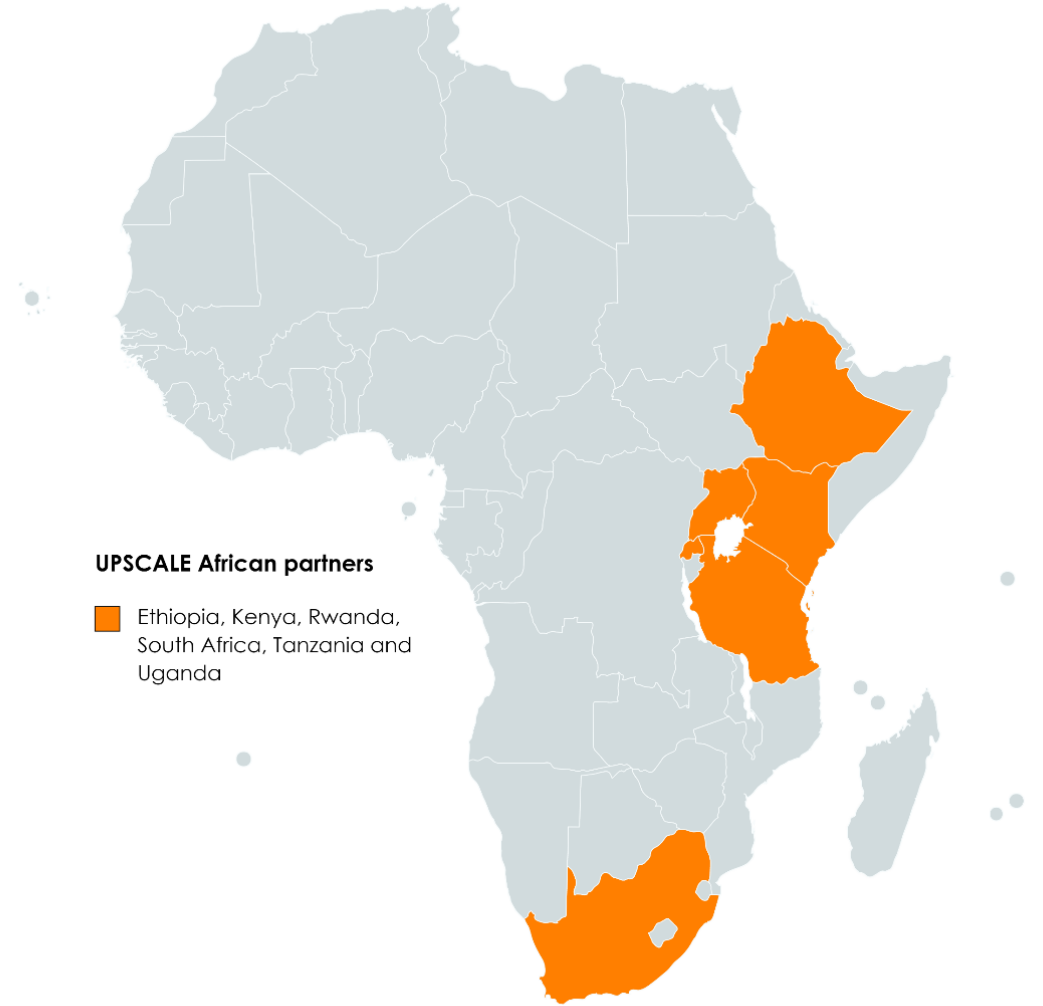 UPSCALE African partners
Ethiopia, Kenya, Rwanda,
South Africa, Tanzania and
Uganda